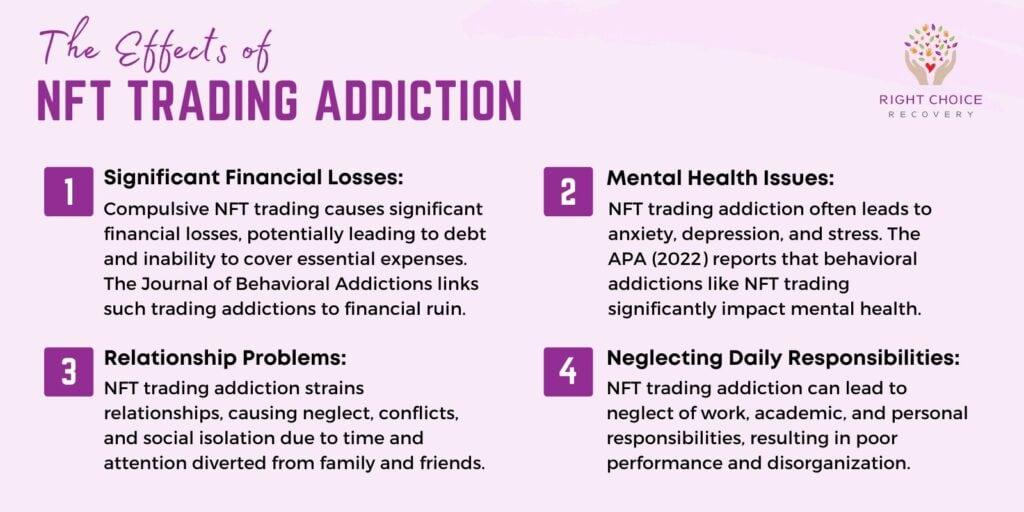 The Effects of
NFT TRADING ADDICTION
RIGHT CHOICE
RECOVERY
1
Significant Financial Losses:
Compulsive NFT trading causes significant
financial losses, potentially leading to debt
and inability to cover essential expenses.
The Journal of Behavioral Addictions links
such trading addictions to financial ruin.
2
Mental Health Issues:
NFT trading addiction often leads to
anxiety, depression, and stress. The
APA (2022) reports that behavioral
addictions like NFT trading
significantly impact mental health.
3
Relationship Problems:
NFT trading addiction strains
relationships, causing neglect, conflicts,
and social isolation due to time and
attention diverted from family and friends.
4
Neglecting Daily Responsibilities:
NFT trading addiction can lead to
neglect of work, academic, and personal
responsibilities, resulting in poor
performance and disorganization.